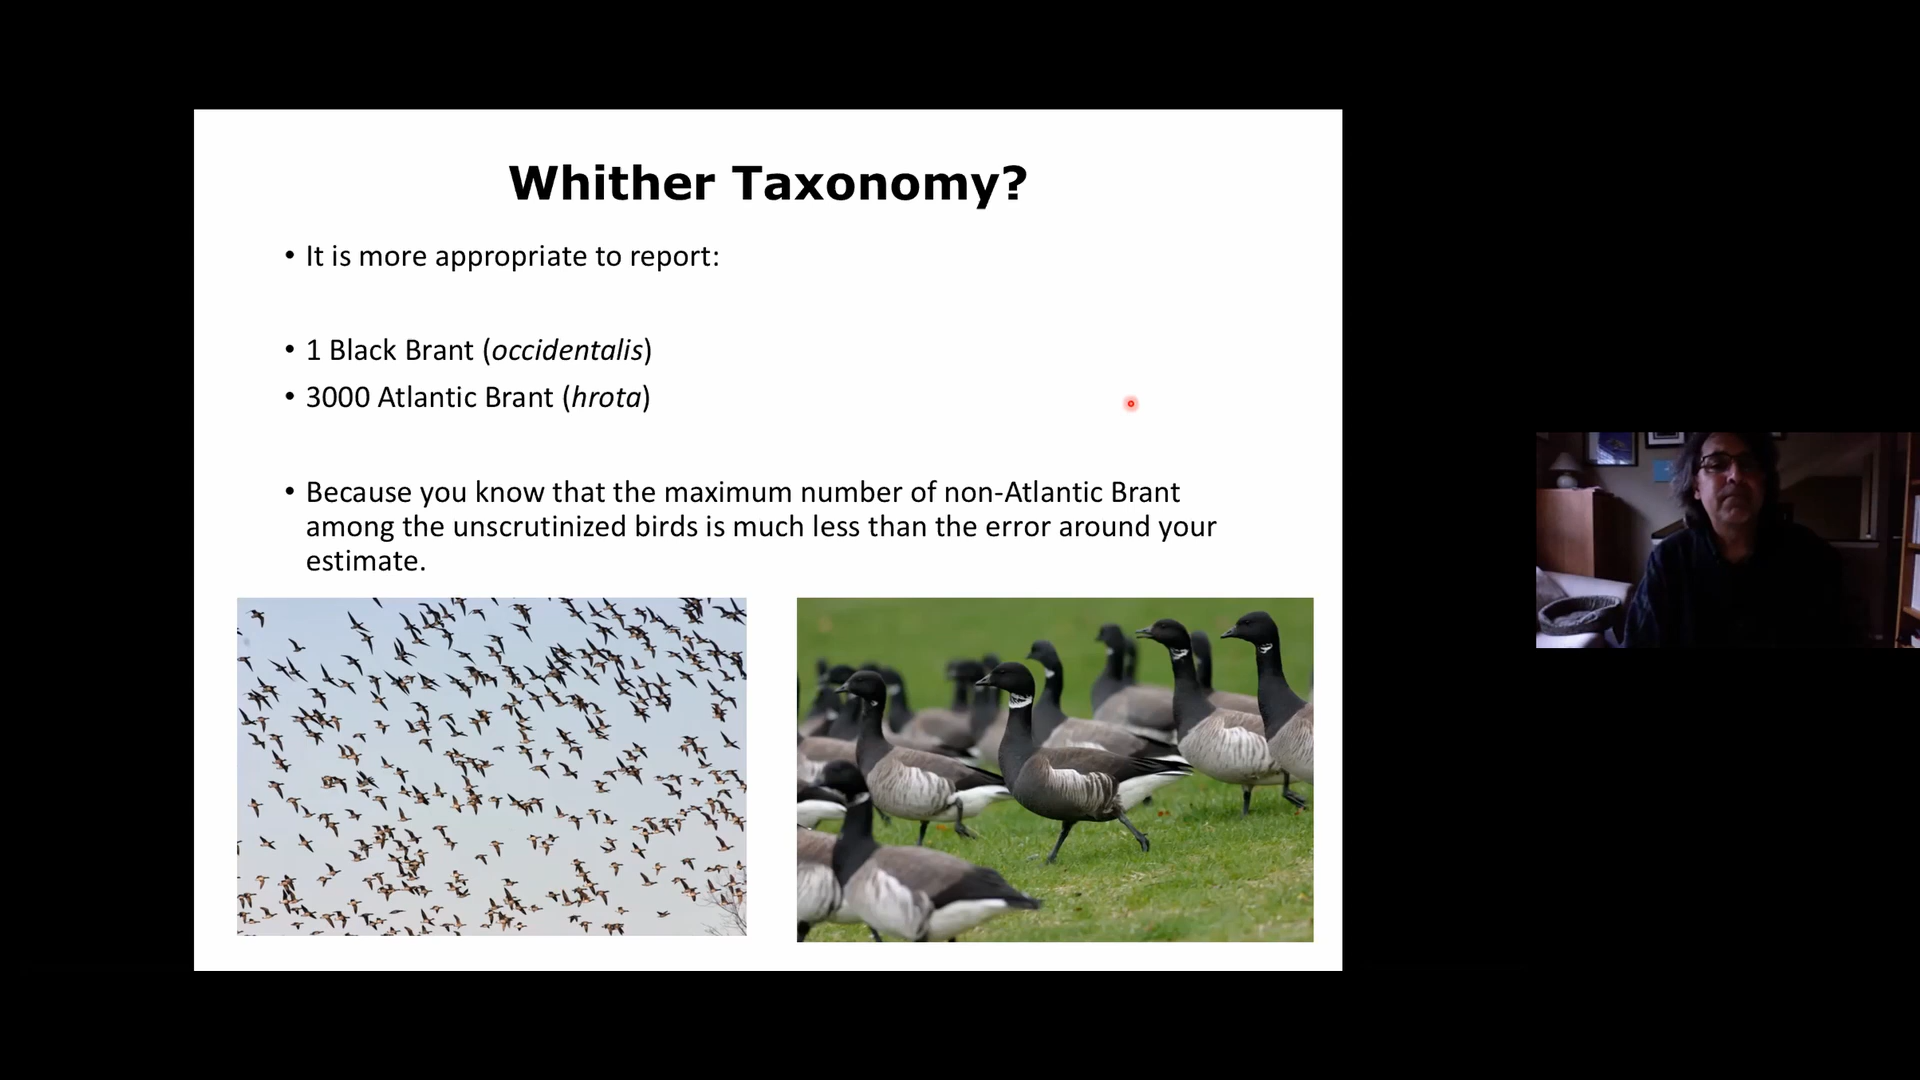 Whither Taxonomy?
• It is more appropriate to report:
• 1 Black Brant (occidentalis)
• 3000 Atlantic Brant (hrota)
• Because you know that the maximum number of non-Atlantic Brant
among the unscrutinized birds is much less than the error around your
estimate.